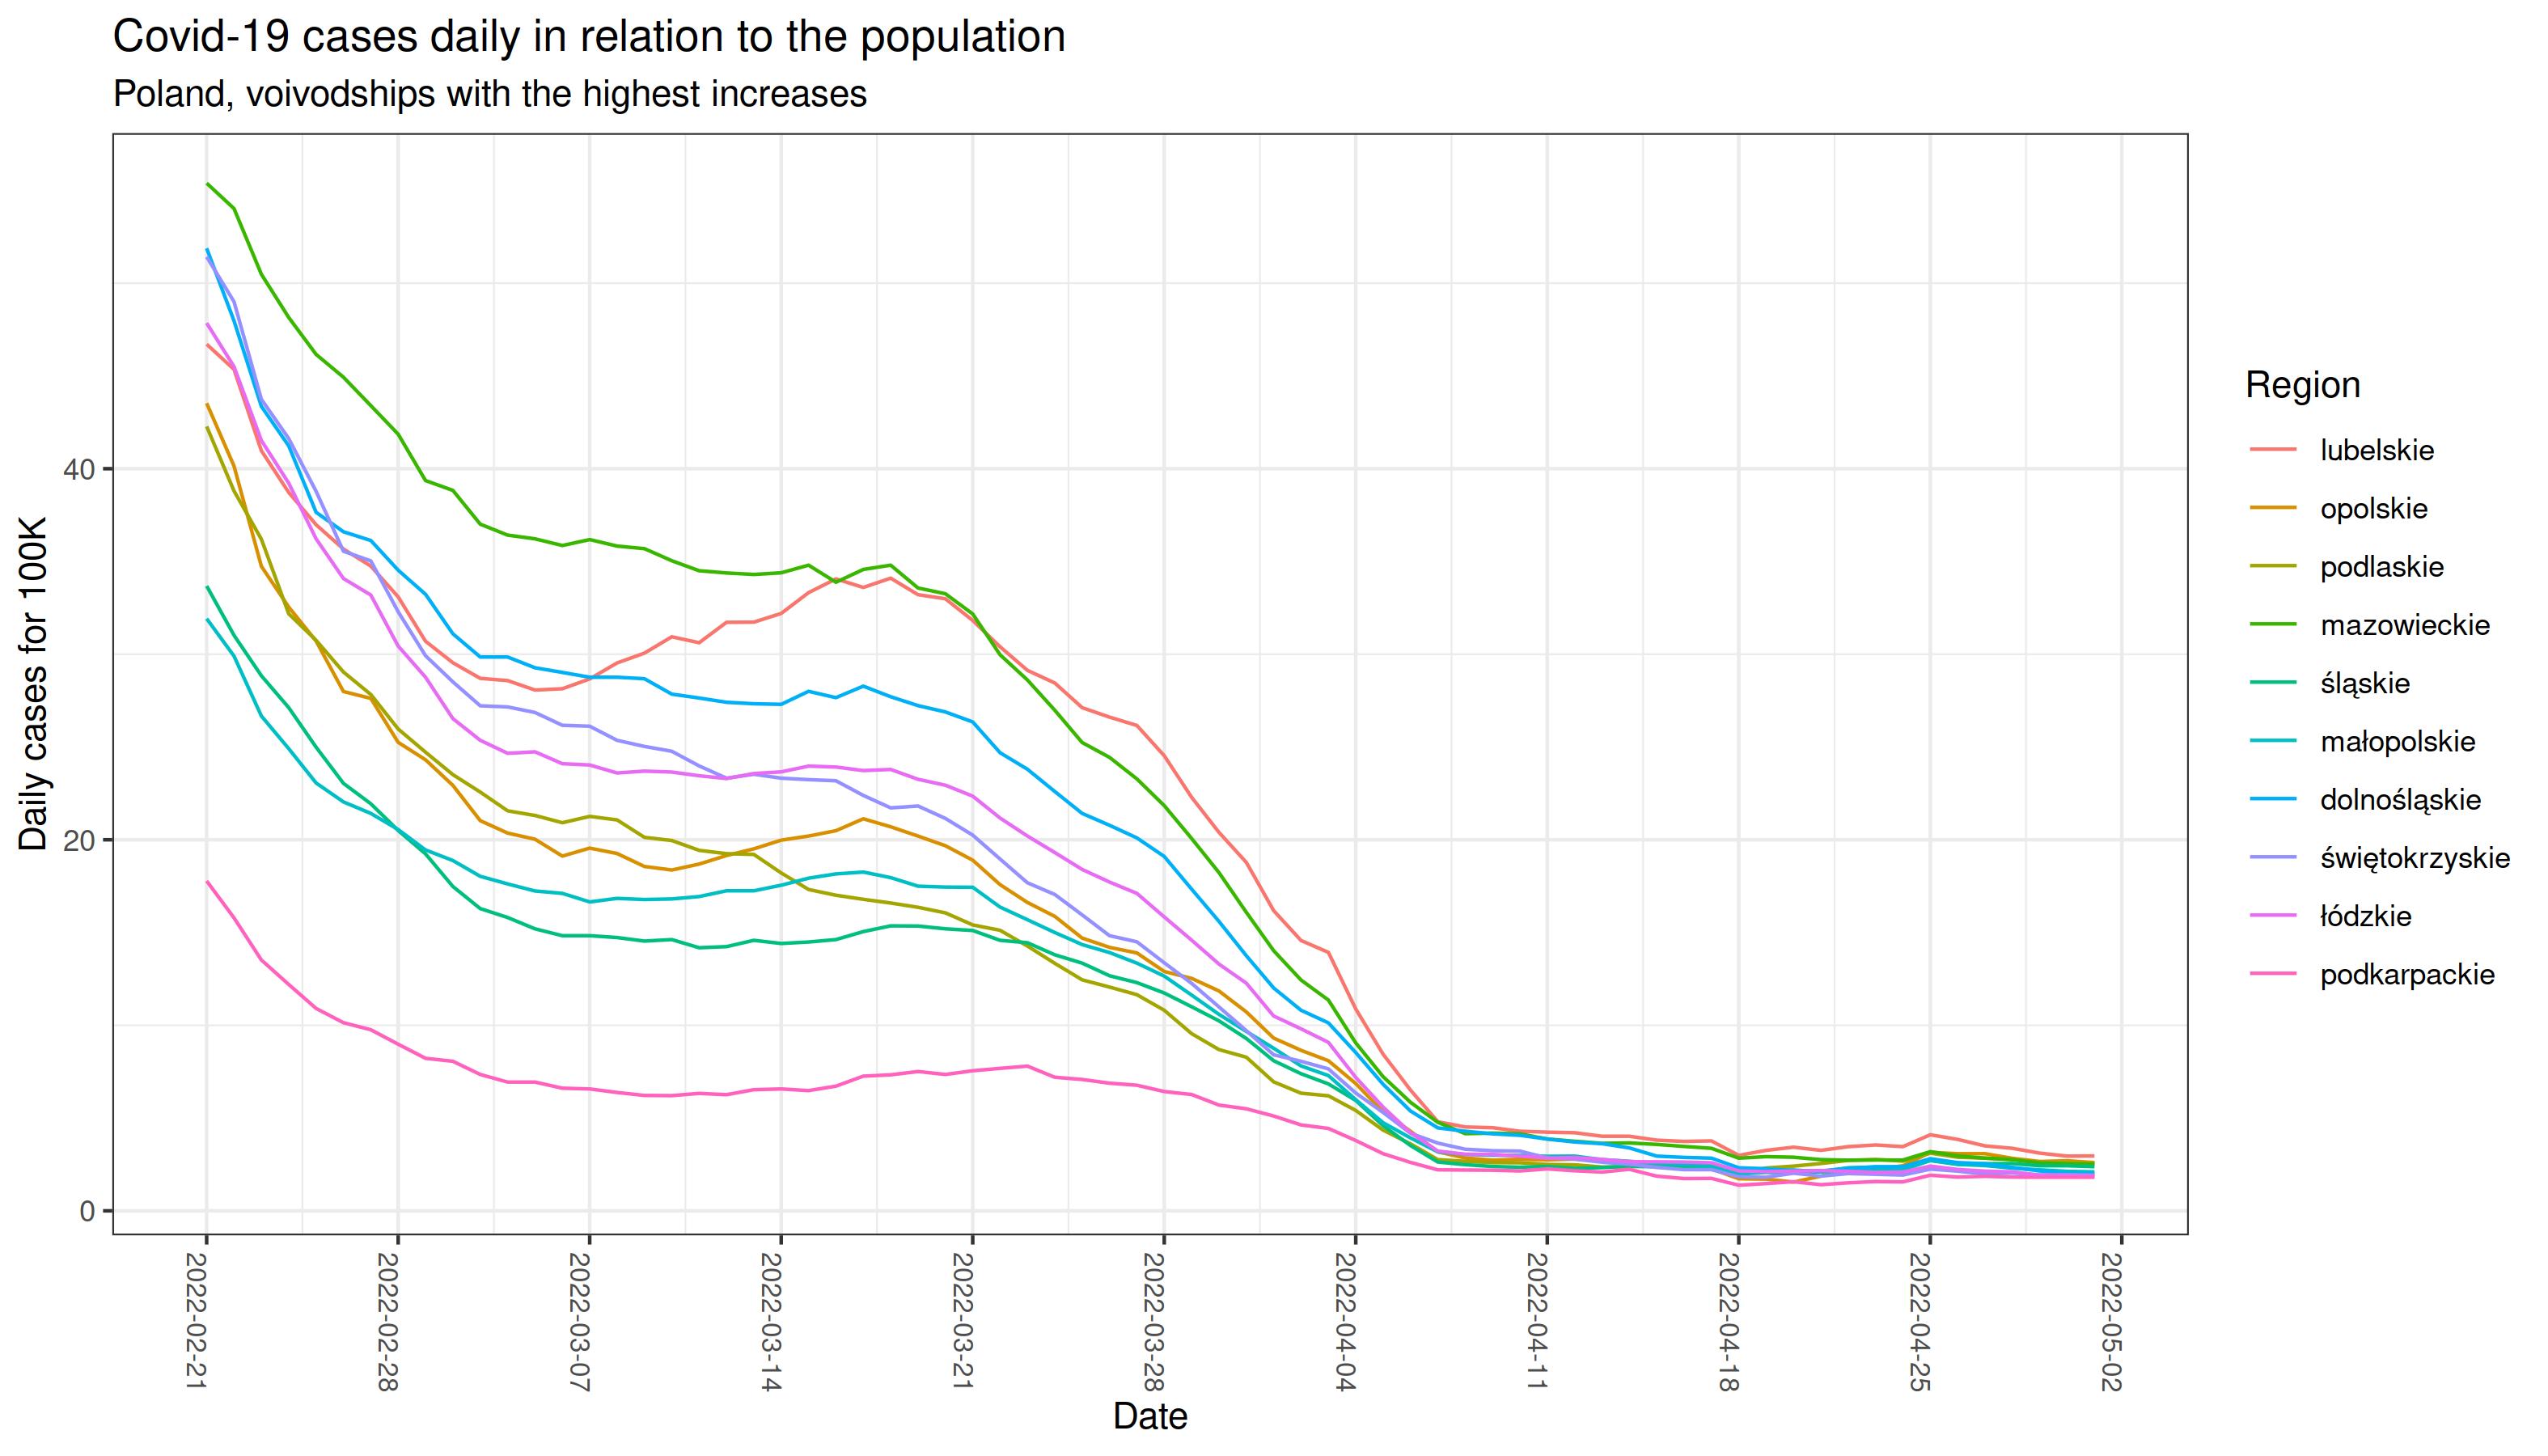 Covid-19 cases daily in relation to the population
Poland, voivodships with the highest increases
Daily cases for 100K
40
20
0
2022-02-21
2022-02-28
2022-03-07
2022-03-14
2022-03-21
2022-03-28
2022-04-04
2022-04-11
2022-04-18
2022-04-25
2022-05-02
Date
Region
lubelskie
opolskie
podlaskie
mazowieckie
śląskie
małopolskie
dolnośląskie
świętokrzyskie
łódzkie
podkarpackie